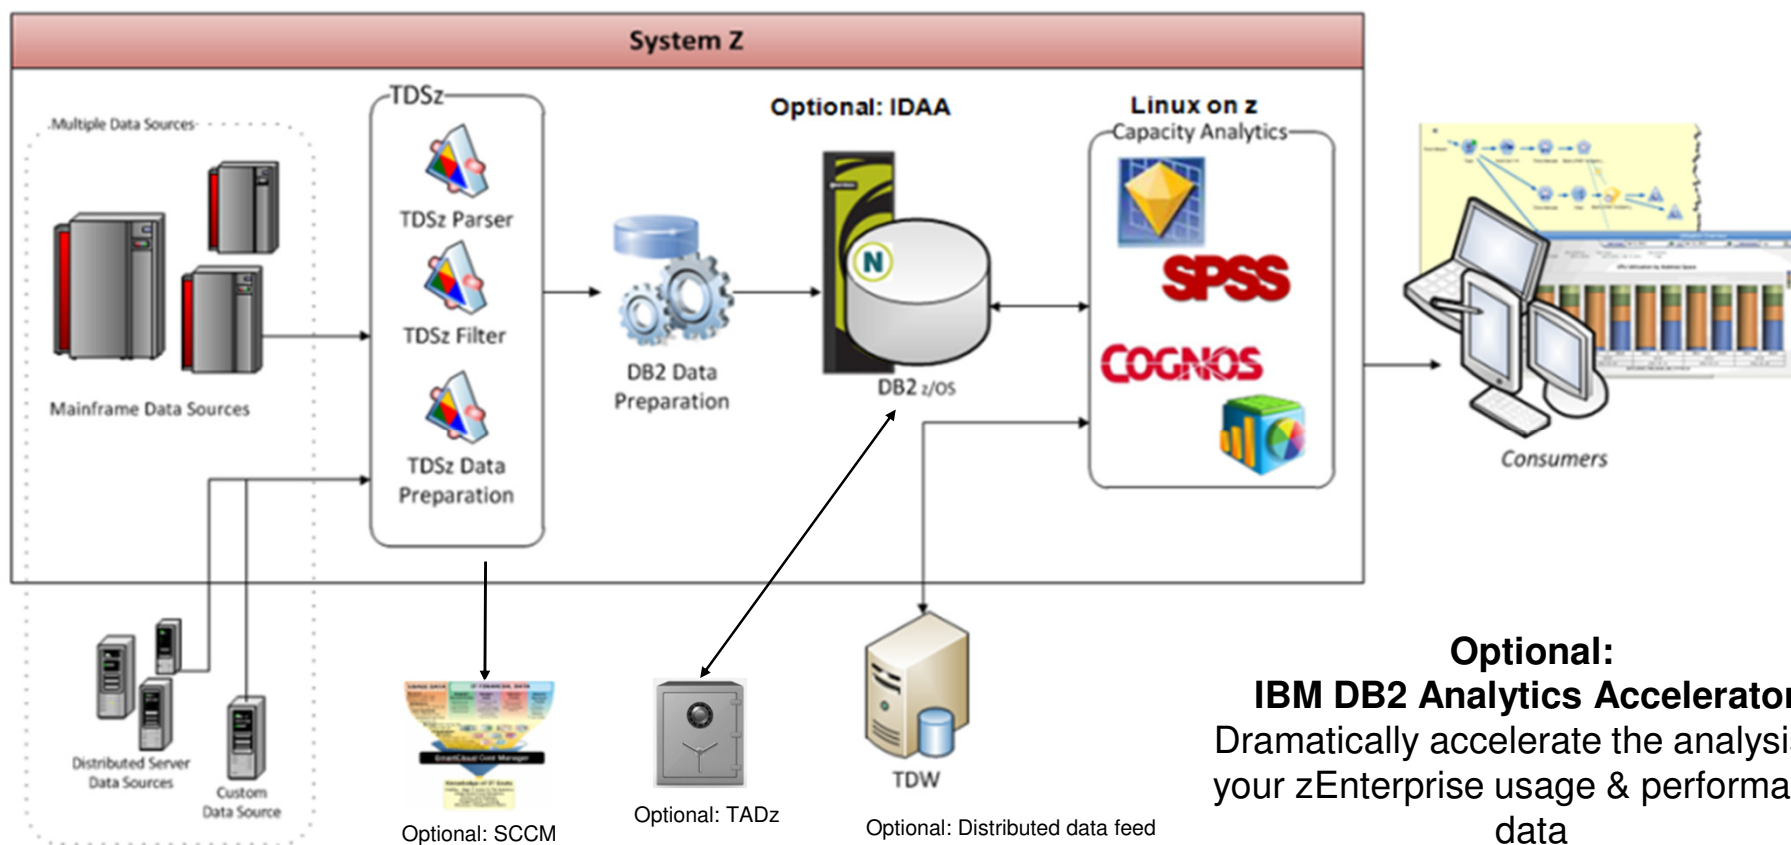 System Z
Multiple Data Sources
TDSz
Optional: IDAA
Linux on z
Capacity Analytics
TDSz Parser
SPSS
N
TDSz Filter
COGNOS
DB2 Data
Preparation
DB2 z/OS
Mainframe Data Sources
TDSz Data
Preparation
Consumers
Distributed Server
Data Sources
Custom
Data Source
SmartCloud Cost Manager
Optional: SCCM
Optional: TADz
TDW
Optional: Distributed data feed
Optional:
IBM DB2 Analytics Accelerator
Dramatically accelerate the analysis
your zEnterprise usage & performa
data